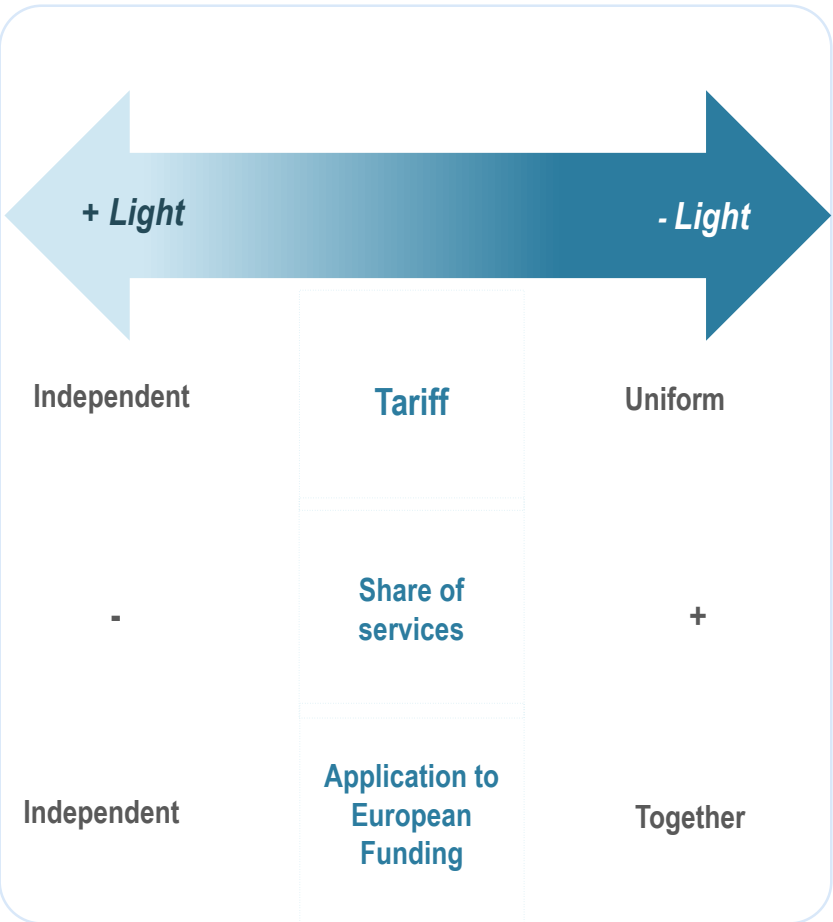 + Light
- Light
Independent
Tariff
Uniform
-
Share of
services
+
Independent
Application to
European
Funding
Together